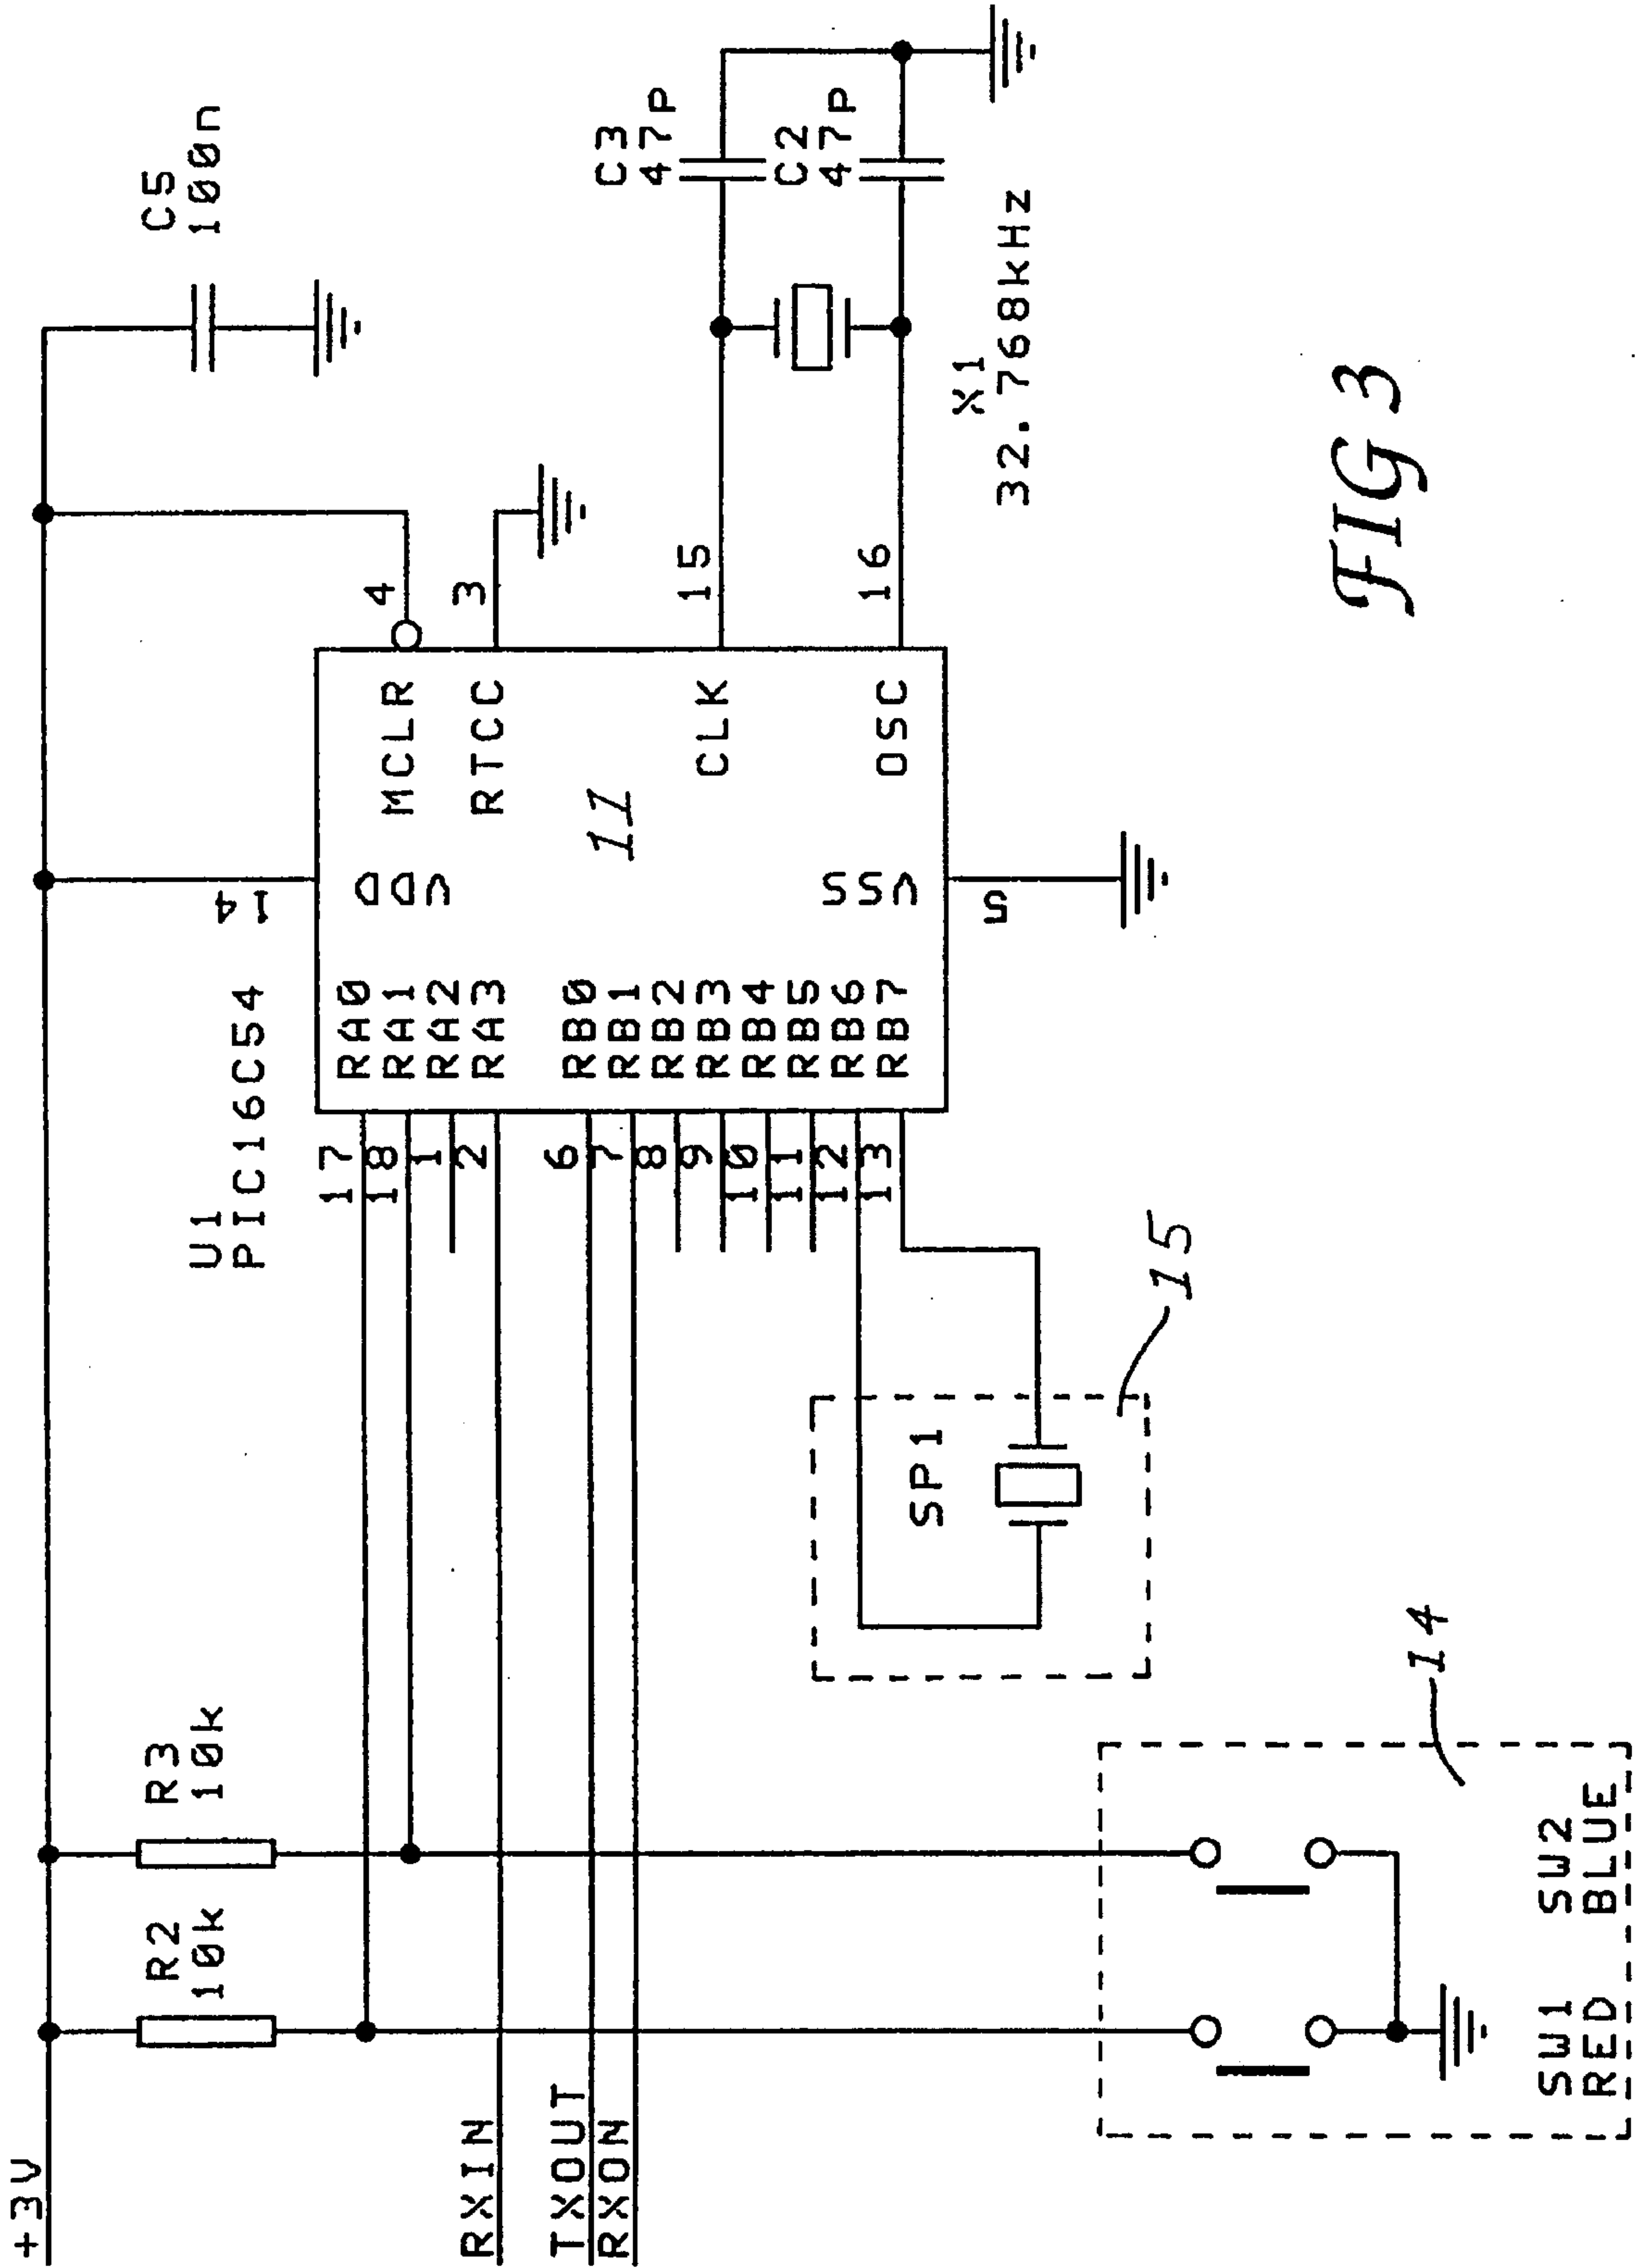 +3V
R2
10k
R3
10k
C5
100n
U1
PIC16C54
14
17
18
1
2
6
7
8
9
10
11
12
13
RA0
RA1
RA2
RA3
RB0
RB1
RB2
RB3
RB4
RB5
RB6
RB7
VDD
VSS
11
MCLR
RTCC
CLK
OSC
4
3
15
16
5
C3
47P
C2
47P
X1
32.768kHz
RXIN
TXOUT
RXON
SP1
15
14
SW1 SW2
RED BLUE
FIG 3